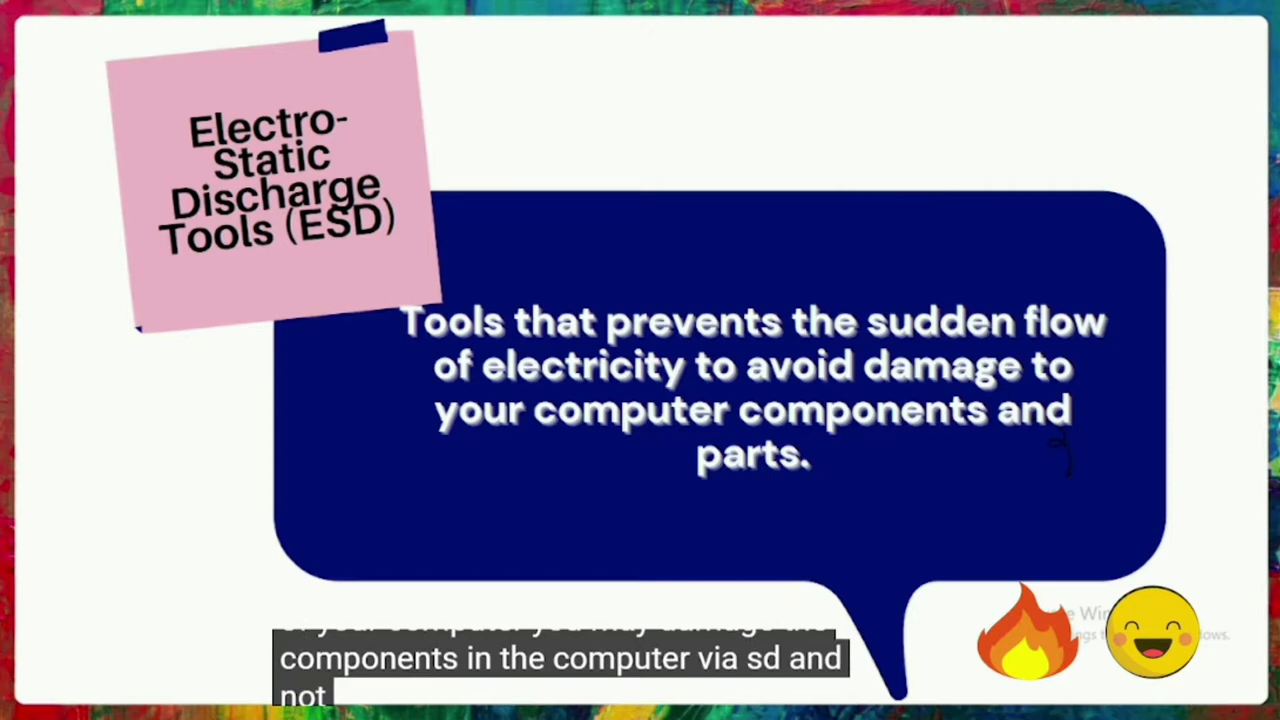 Electro-
Static
Discharge
Tools (ESD)
Tools that prevents the sudden flow
of electricity to avoid damage to
your computer components and
parts.
components in the computer via sd and
not